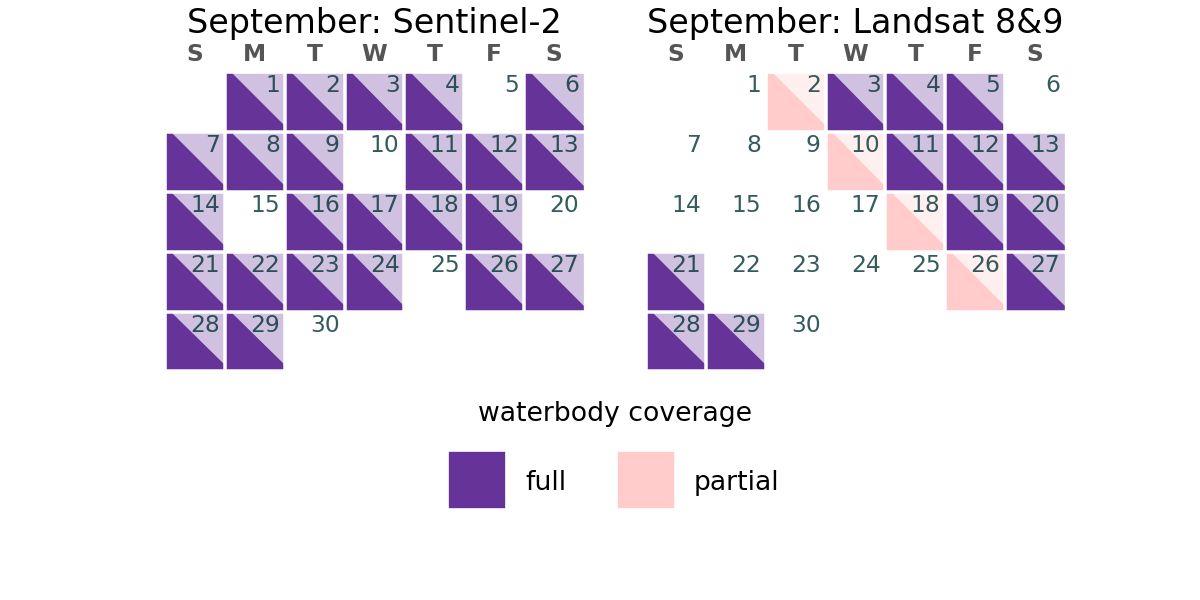 September: Sentinel-2
S M T W T F S
1 2 3 4 5 6
7 8 9 10 11 12 13
14 15 16 17 18 19 20
21 22 23 24 25 26 27
28 29 30
September: Landsat 8&9
S M T W T F S
1 2 3 4 5 6
7 8 9 10 11 12 13
14 15 16 17 18 19 20
21 22 23 24 25 26 27
28 29 30
waterbody coverage
full partial